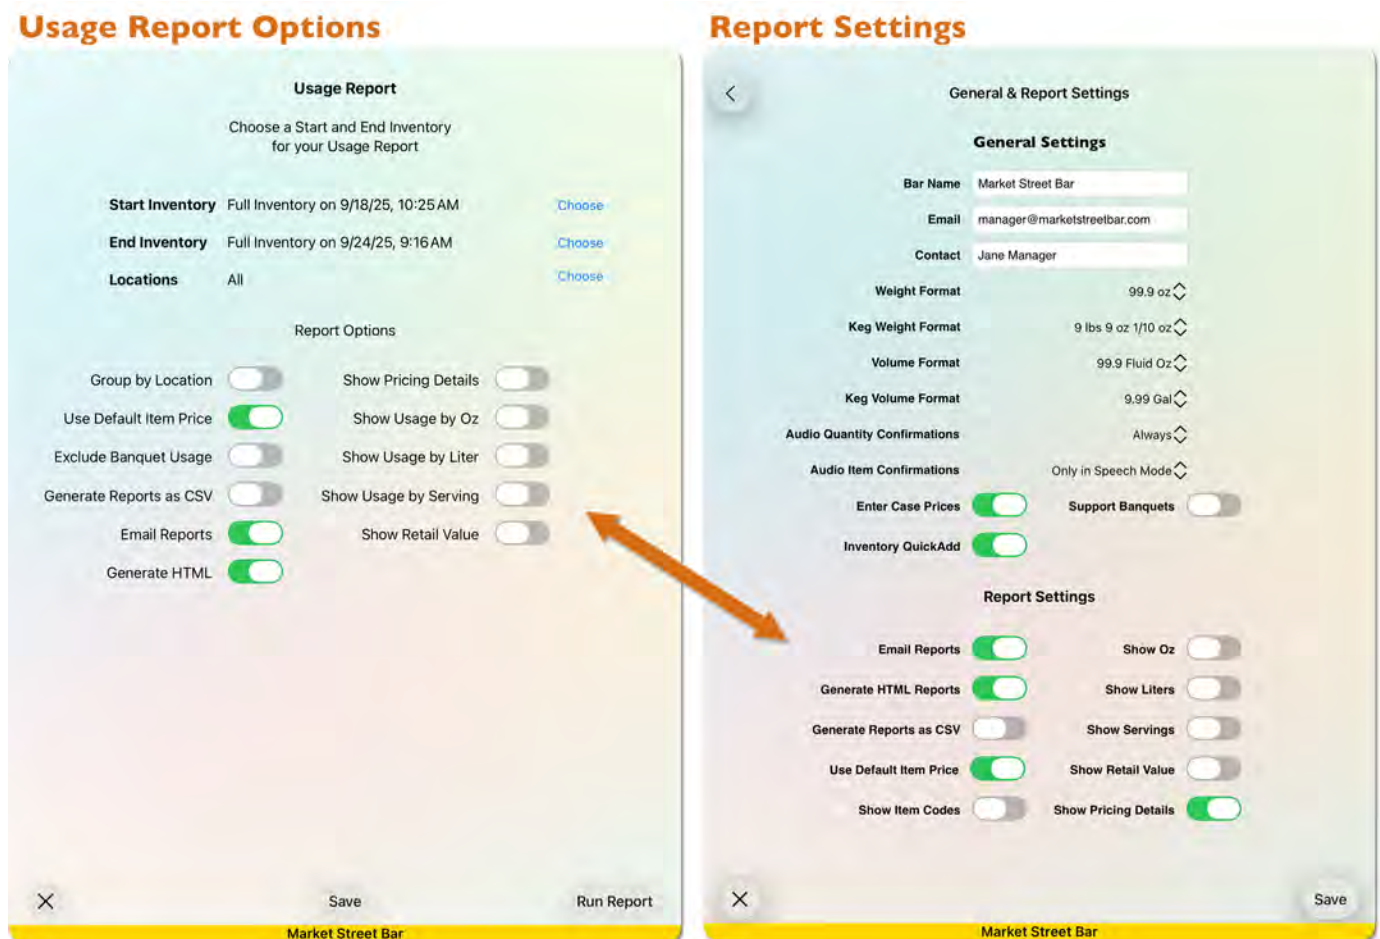 Usage Report Options
Usage Report
Choose a Start and End Inventory
for your Usage Report
Start Inventory Full Inventory on 9/18/25, 10:25 AM Choose
End Inventory Full Inventory on 9/24/25, 9:16 AM Choose
Locations All Choose
Report Options
Group by Location Show Pricing Details
Use Default Item Price Show Usage by Oz
Exclude Banquet Usage Show Usage by Liter
Generate Reports as CSV Show Usage by Serving
Email Reports Show Retail Value
Generate HTML
Save Run Report
Market Street Bar
Report Settings
General & Report Settings
General Settings
Bar Name Market Street Bar
Email manager@marketstreetbar.com
Contact Jane Manager
Weight Format 99.9 oz
Keg Weight Format 9 lbs 9 oz 1/10 oz
Volume Format 99.9 Fluid Oz
Keg Volume Format 9.99 Gal
Audio Quantity Confirmations Always
Audio Item Confirmations Only in Speech Mode
Enter Case Prices Support Banquets
Inventory QuickAdd
Report Settings
Email Reports Show Oz
Generate HTML Reports Show Liters
Generate Reports as CSV Show Servings
Use Default Item Price Show Retail Value
Show Item Codes Show Pricing Details
Save
Market Street Bar